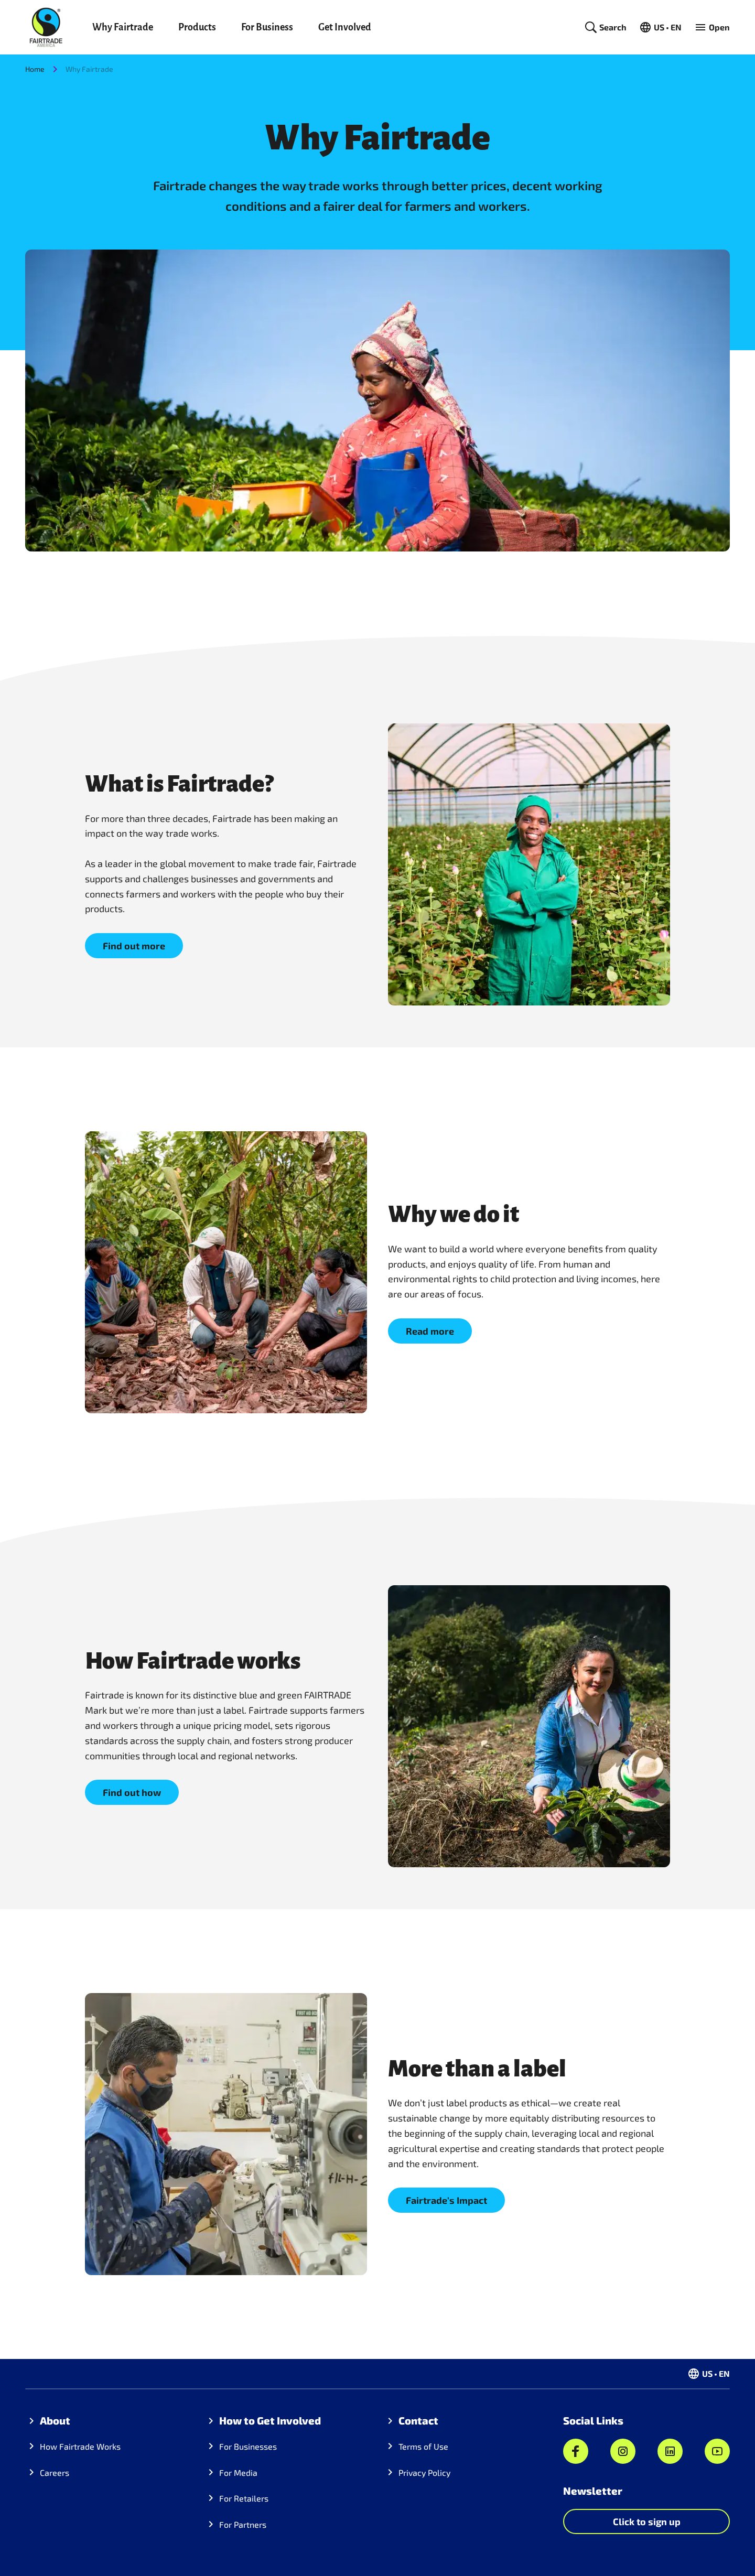 FAIRTRADE
AMERICA
Why Fairtrade
Products
For Business
Get Involved
Search
US • EN
Open
Home
Why Fairtrade
Why Fairtrade
Fairtrade changes the way trade works through better prices, decent working
conditions and a fairer deal for farmers and workers.
What is Fairtrade?
For more than three decades, Fairtrade has been making an
impact on the way trade works.
As a leader in the global movement to make trade fair, Fairtrade
supports and challenges businesses and governments and
connects farmers and workers with the people who buy their
products.
Find out more
Why we do it
We want to build a world where everyone benefits from quality
products, and enjoys quality of life. From human and
environmental rights to child protection and living incomes, here
are our areas of focus.
Read more
How Fairtrade works
Fairtrade is known for its distinctive blue and green FAIRTRADE
Mark but we’re more than just a label. Fairtrade supports farmers
and workers through a unique pricing model, sets rigorous
standards across the supply chain, and fosters strong producer
communities through local and regional networks.
Find out how
More than a label
We don’t just label products as ethical—we create real
sustainable change by more equitably distributing resources to
the beginning of the supply chain, leveraging local and regional
agricultural expertise and creating standards that protect people
and the environment.
Fairtrade's Impact
US • EN
About
How Fairtrade Works
Careers
How to Get Involved
For Businesses
For Media
For Retailers
For Partners
Contact
Terms of Use
Privacy Policy
Social Links
Newsletter
Click to sign up